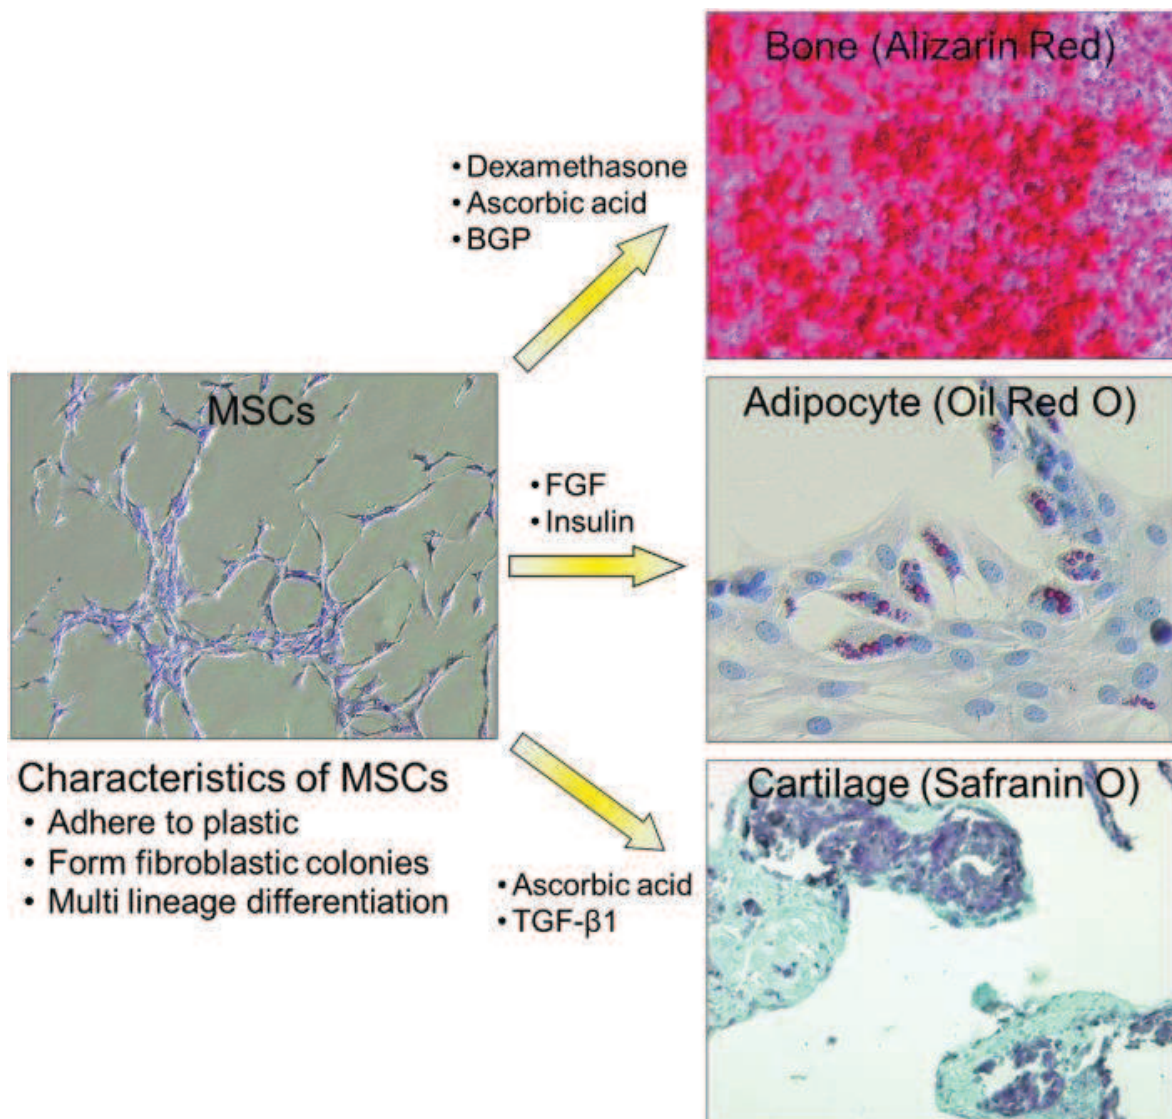 Bone (Alizarin Red)
• Dexamethasone
• Ascorbic acid
• BGP
MSCs
Adipocyte (Oil Red O)
• FGF
• Insulin
Characteristics of MSCs
• Adhere to plastic
• Form fibroblastic colonies
• Multi lineage differentiation
Cartilage (Safranin O)
• Ascorbic acid
• TGF-β1